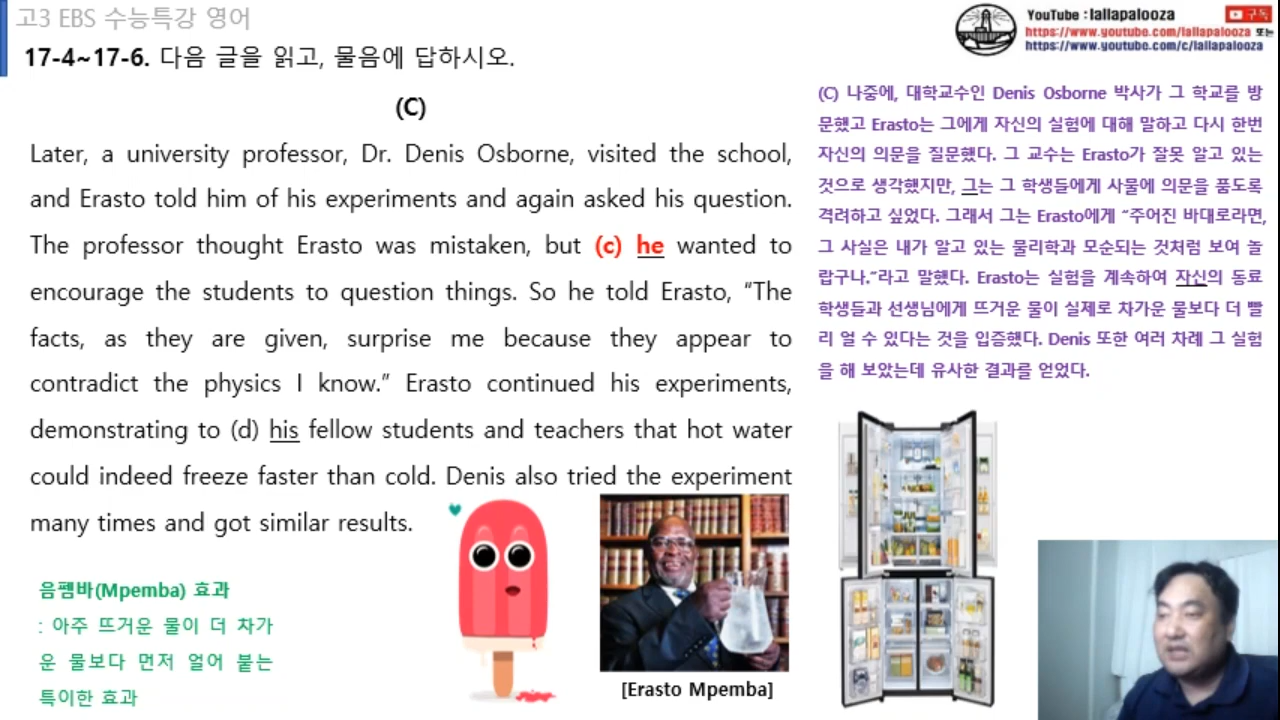 고3 EBS 수능특강 영어
17-4~17-6. 다음 글을 읽고, 물음에 답하시오.
YouTube : lallapalooza
구독
https://www.youtube.com/lallapalooza 또는
https://www.youtube.com/c/lallapalooza
(C)
Later, a university professor, Dr. Denis Osborne, visited the school,
and Erasto told him of his experiments and again asked his question.
The professor thought Erasto was mistaken, but (c) he wanted to
encourage the students to question things. So he told Erasto, “The
facts, as they are given, surprise me because they appear to
contradict the physics I know.” Erasto continued his experiments,
demonstrating to (d) his fellow students and teachers that hot water
could indeed freeze faster than cold. Denis also tried the experiment
many times and got similar results.
(C) 나중에, 대학교수인 Denis Osborne 박사가 그 학교를 방
문했고 Erasto는 그에게 자신의 실험에 대해 말하고 다시 한번
자신의 의문을 질문했다. 그 교수는 Erasto가 잘못 알고 있는
것으로 생각했지만, 그는 그 학생들에게 사물에 의문을 품도록
격려하고 싶었다. 그래서 그는 Erasto에게 “주어진 바대로라면,
그 사실은 내가 알고 있는 물리학과 모순되는 것처럼 보여 놀
랍구나.”라고 말했다. Erasto는 실험을 계속하여 자신의 동료
학생들과 선생님에게 뜨거운 물이 실제로 차가운 물보다 더 빨
리 얼 수 있다는 것을 입증했다. Denis 또한 여러 차례 그 실험
을 해 보았는데 유사한 결과를 얻었다.
음펨바(Mpemba) 효과
: 아주 뜨거운 물이 더 차가
운 물보다 먼저 얼어 붙는
특이한 효과
[Erasto Mpemba]